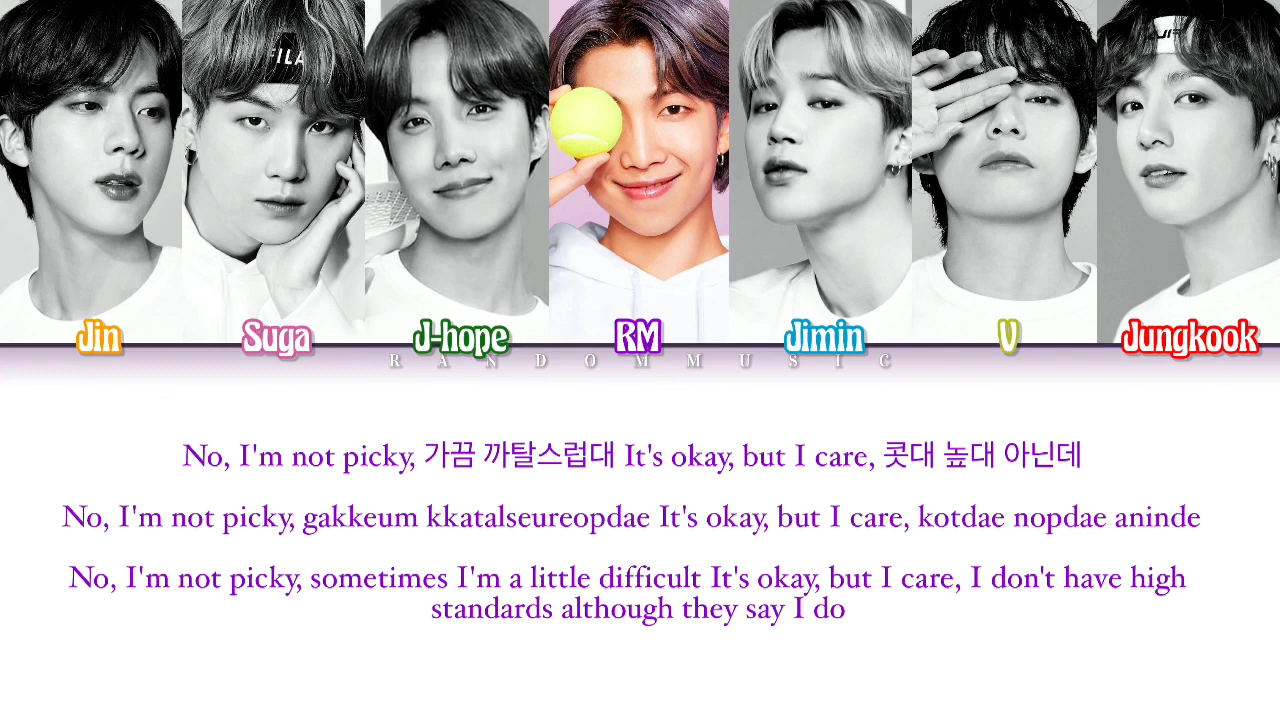 FILA
Jin Suga J-hope RM Jimin V Jungkook
RANDOMMUSIC
No, I'm not picky, 가끔 까탈스럽대 It's okay, but I care, 콧대 높대 아닌데
No, I'm not picky, gakkeum kkatalseureopdae It's okay, but I care, kotdae nopdae aninde
No, I'm not picky, sometimes I'm a little difficult It's okay, but I care, I don't have high
standards although they say I do